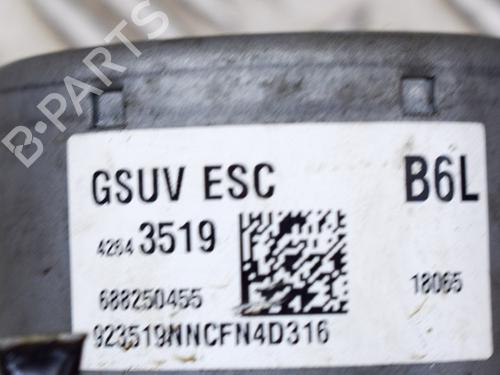 B-PARTS
GSUV ESC B6L
4264 3519
688250455 18065
923519NNCFN4D316